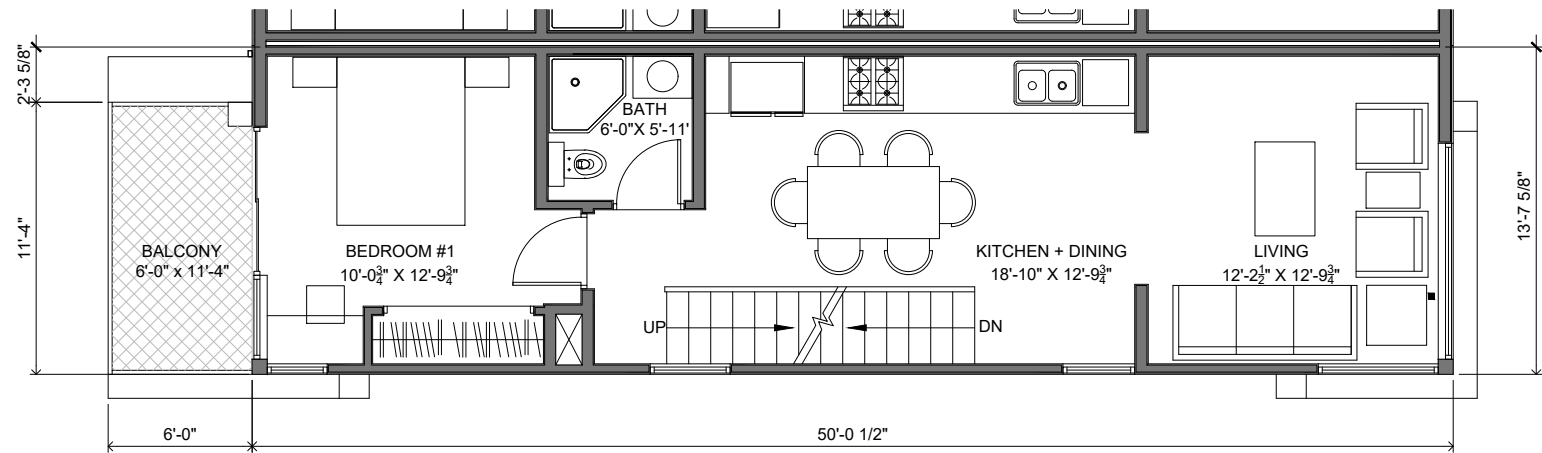 2'-3 5/8"
11'-4"
BALCONY
6'-0" x 11'-4"
BEDROOM #1
10'-0¾" X 12'-9¾"
BATH
6'-0"X 5'-11'
KITCHEN + DINING
18'-10" X 12'-9¾"
LIVING
12'-2½" X 12'-9¾"
UP
DN
13'-7 5/8"
6'-0"
50'-0 1/2"